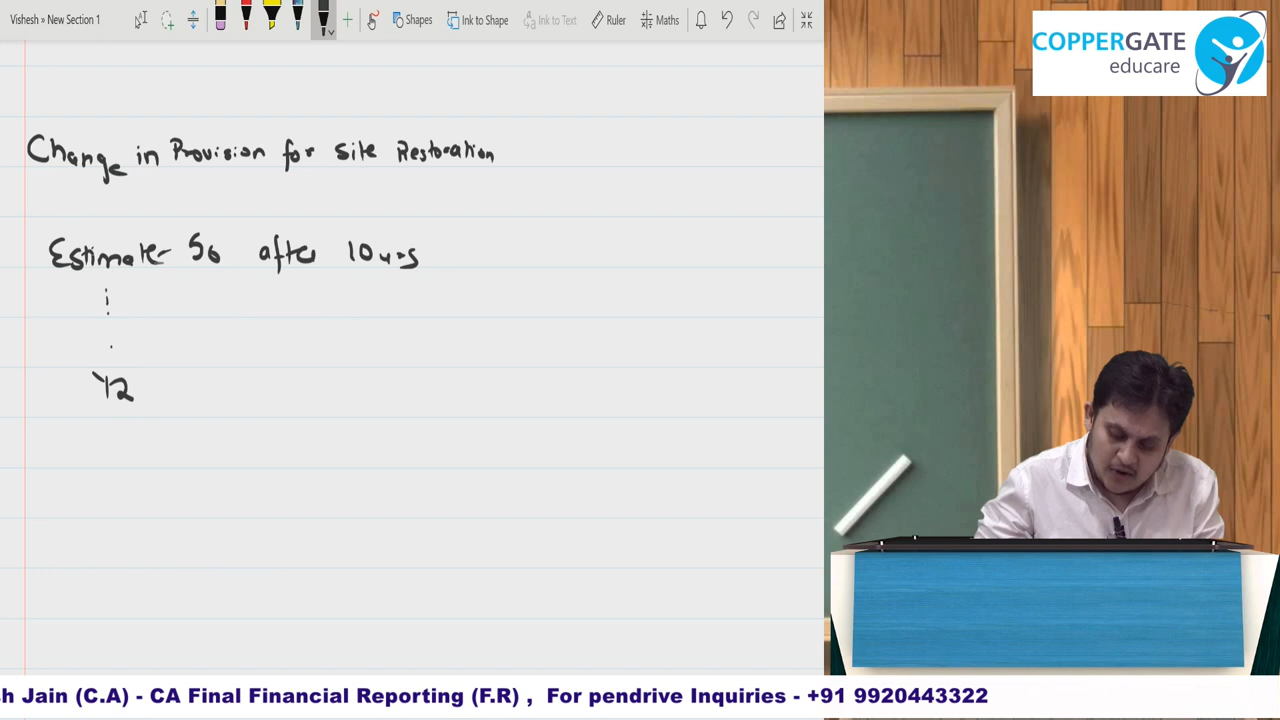 Vishesh » New Section 1
Shapes
Ink to Shape
Ink to Text
Ruler
Maths
COPPERGATE
educare
Change in Provision for Site Restoration
Estimate 50 after 10 yrs
Y2
sh Jain (C.A) - CA Final Financial Reporting (F.R) , For pendrive Inquiries - +91 9920443322